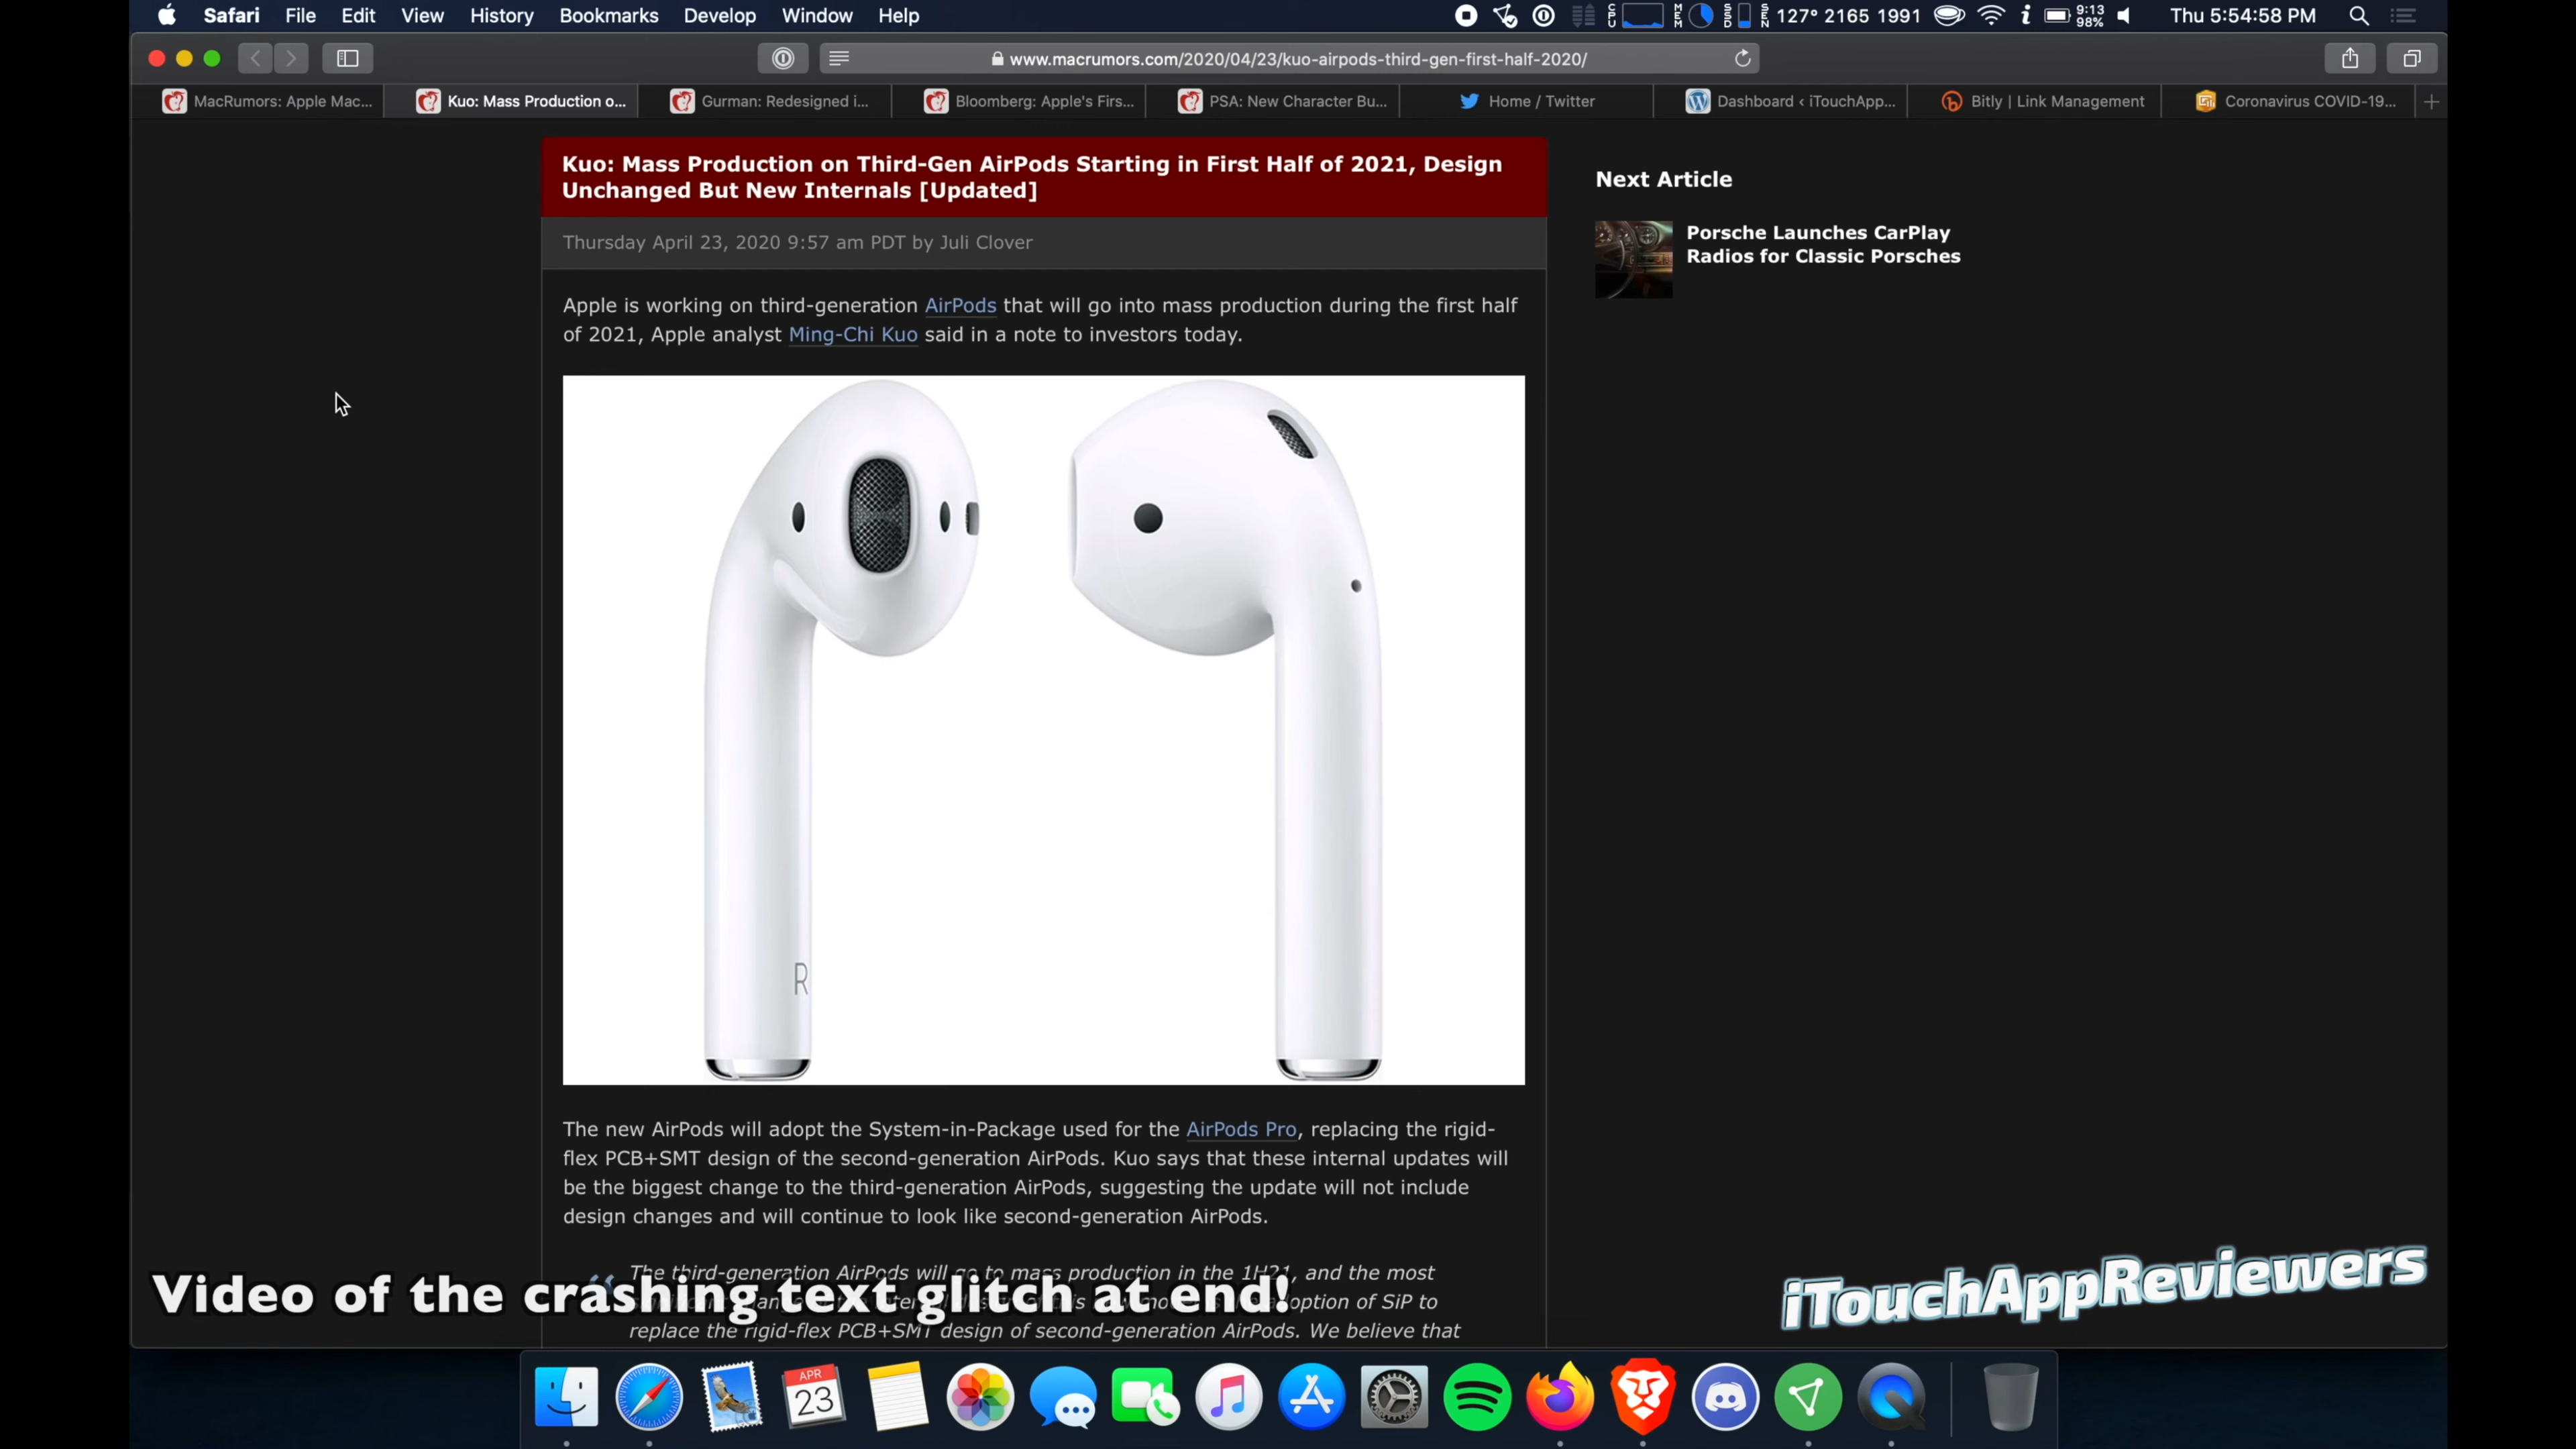 Safari File Edit View History Bookmarks Develop Window Help
CPU MEM SSD SEN 127° 2165 1991 9:13 98% Thu 5:54:58 PM
www.macrumors.com/2020/04/23/kuo-airpods-third-gen-first-half-2020/
MacRumors: Apple Mac... Kuo: Mass Production o... Gurman: Redesigned i... Bloomberg: Apple's Firs... PSA: New Character Bu... Home / Twitter Dashboard ‹ iTouchApp... Bitly | Link Management Coronavirus COVID-19...
Kuo: Mass Production on Third-Gen AirPods Starting in First Half of 2021, Design
Unchanged But New Internals [Updated]
Thursday April 23, 2020 9:57 am PDT by Juli Clover
Apple is working on third-generation AirPods that will go into mass production during the first half
of 2021, Apple analyst Ming-Chi Kuo said in a note to investors today.
R
The new AirPods will adopt the System-in-Package used for the AirPods Pro, replacing the rigid-
flex PCB+SMT design of the second-generation AirPods. Kuo says that these internal updates will
be the biggest change to the third-generation AirPods, suggesting the update will not include
design changes and will continue to look like second-generation AirPods.
The third-generation AirPods will go to mass production in the 1H21, and the most
option of SiP to
replace the rigid-flex PCB+SMT design of second-generation AirPods. We believe that
Next Article
Porsche Launches CarPlay
Radios for Classic Porsches
Video of the crashing text glitch at end!
iTouchAppReviewers
APR
23